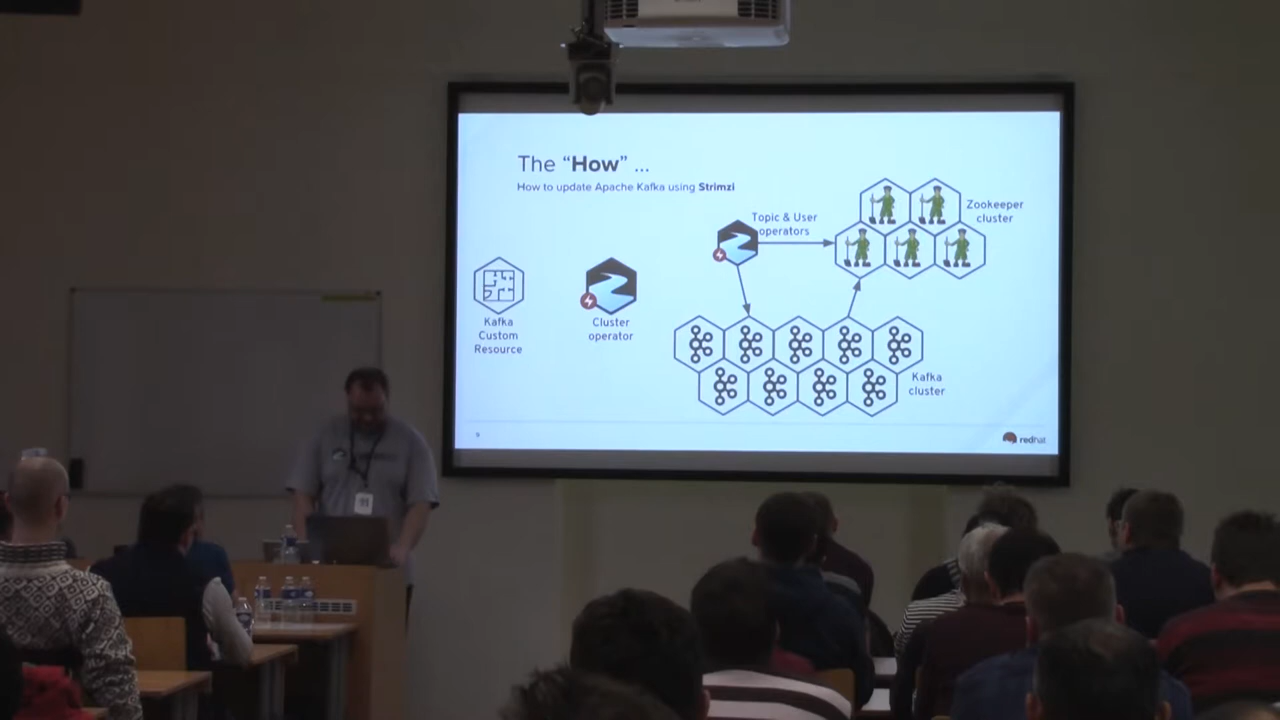 The “How” ...
How to update Apache Kafka using Strimzi
Topic & User
operators
Zookeeper
cluster
Kafka
Custom
Resource
Cluster
operator
Kafka
cluster
9
redhat